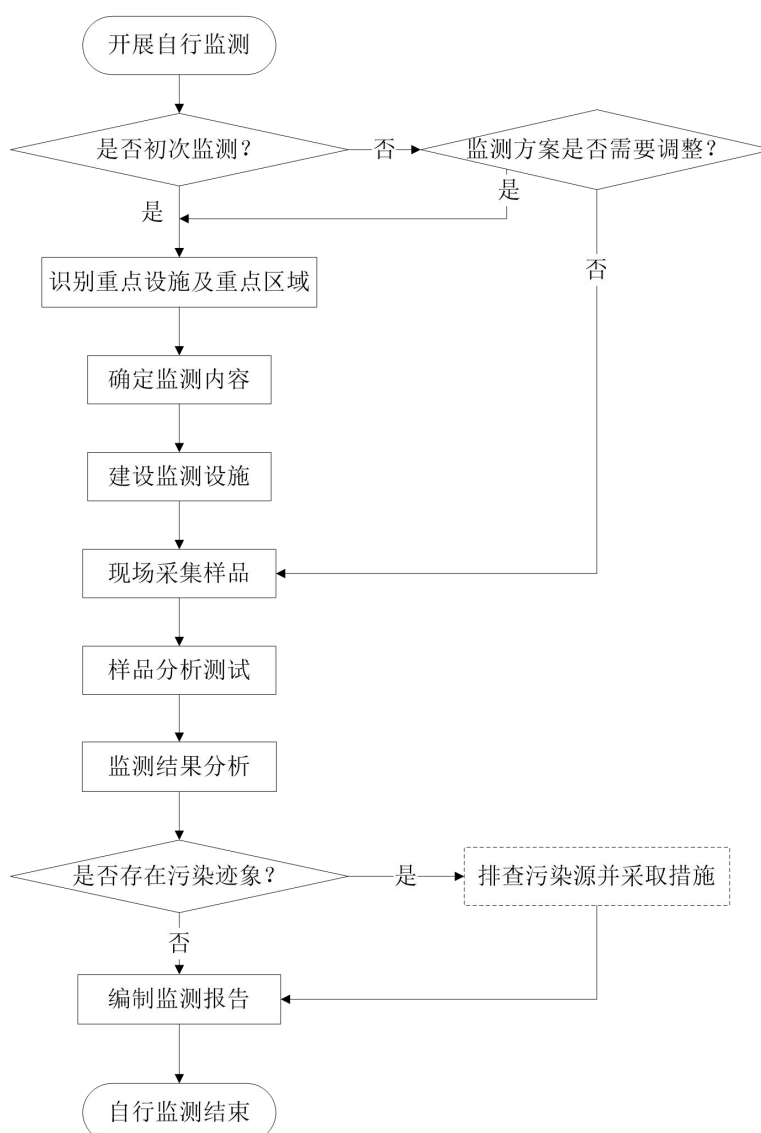 开展自行监测
是否初次监测？
否
监测方案是否需要调整？
是
是
否
识别重点设施及重点区域
确定监测内容
建设监测设施
现场采集样品
样品分析测试
监测结果分析
是否存在污染迹象？
是
排查污染源并采取措施
否
编制监测报告
自行监测结束